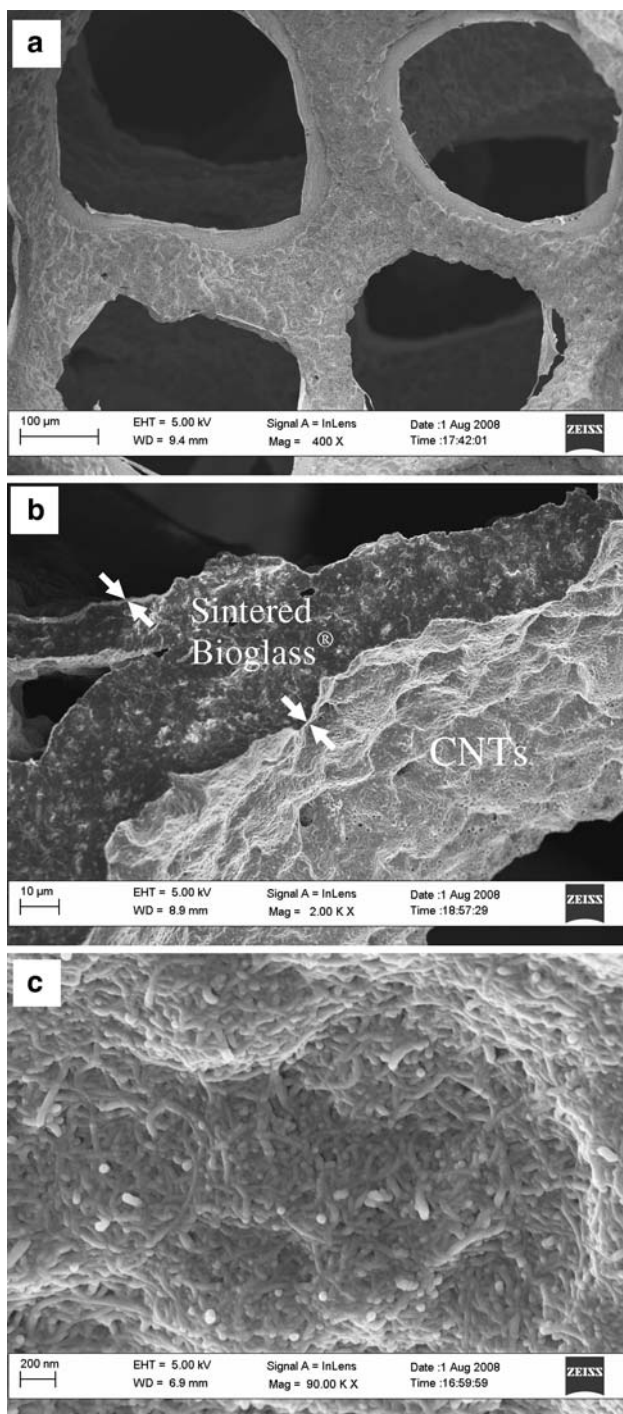 a
100 µm
EHT = 5.00 kV
WD = 9.4 mm
Signal A = InLens
Mag = 400 X
Date :1 Aug 2008
Time :17:42:01
ZEISS
b
Sintered
Bioglass®
CNTs
10 µm
EHT = 5.00 kV
WD = 8.9 mm
Signal A = InLens
Mag = 2.00 K X
Date :1 Aug 2008
Time :18:57:29
ZEISS
c
200 nm
EHT = 5.00 kV
WD = 6.9 mm
Signal A = InLens
Mag = 90.00 K X
Date :1 Aug 2008
Time :16:59:59
ZEISS